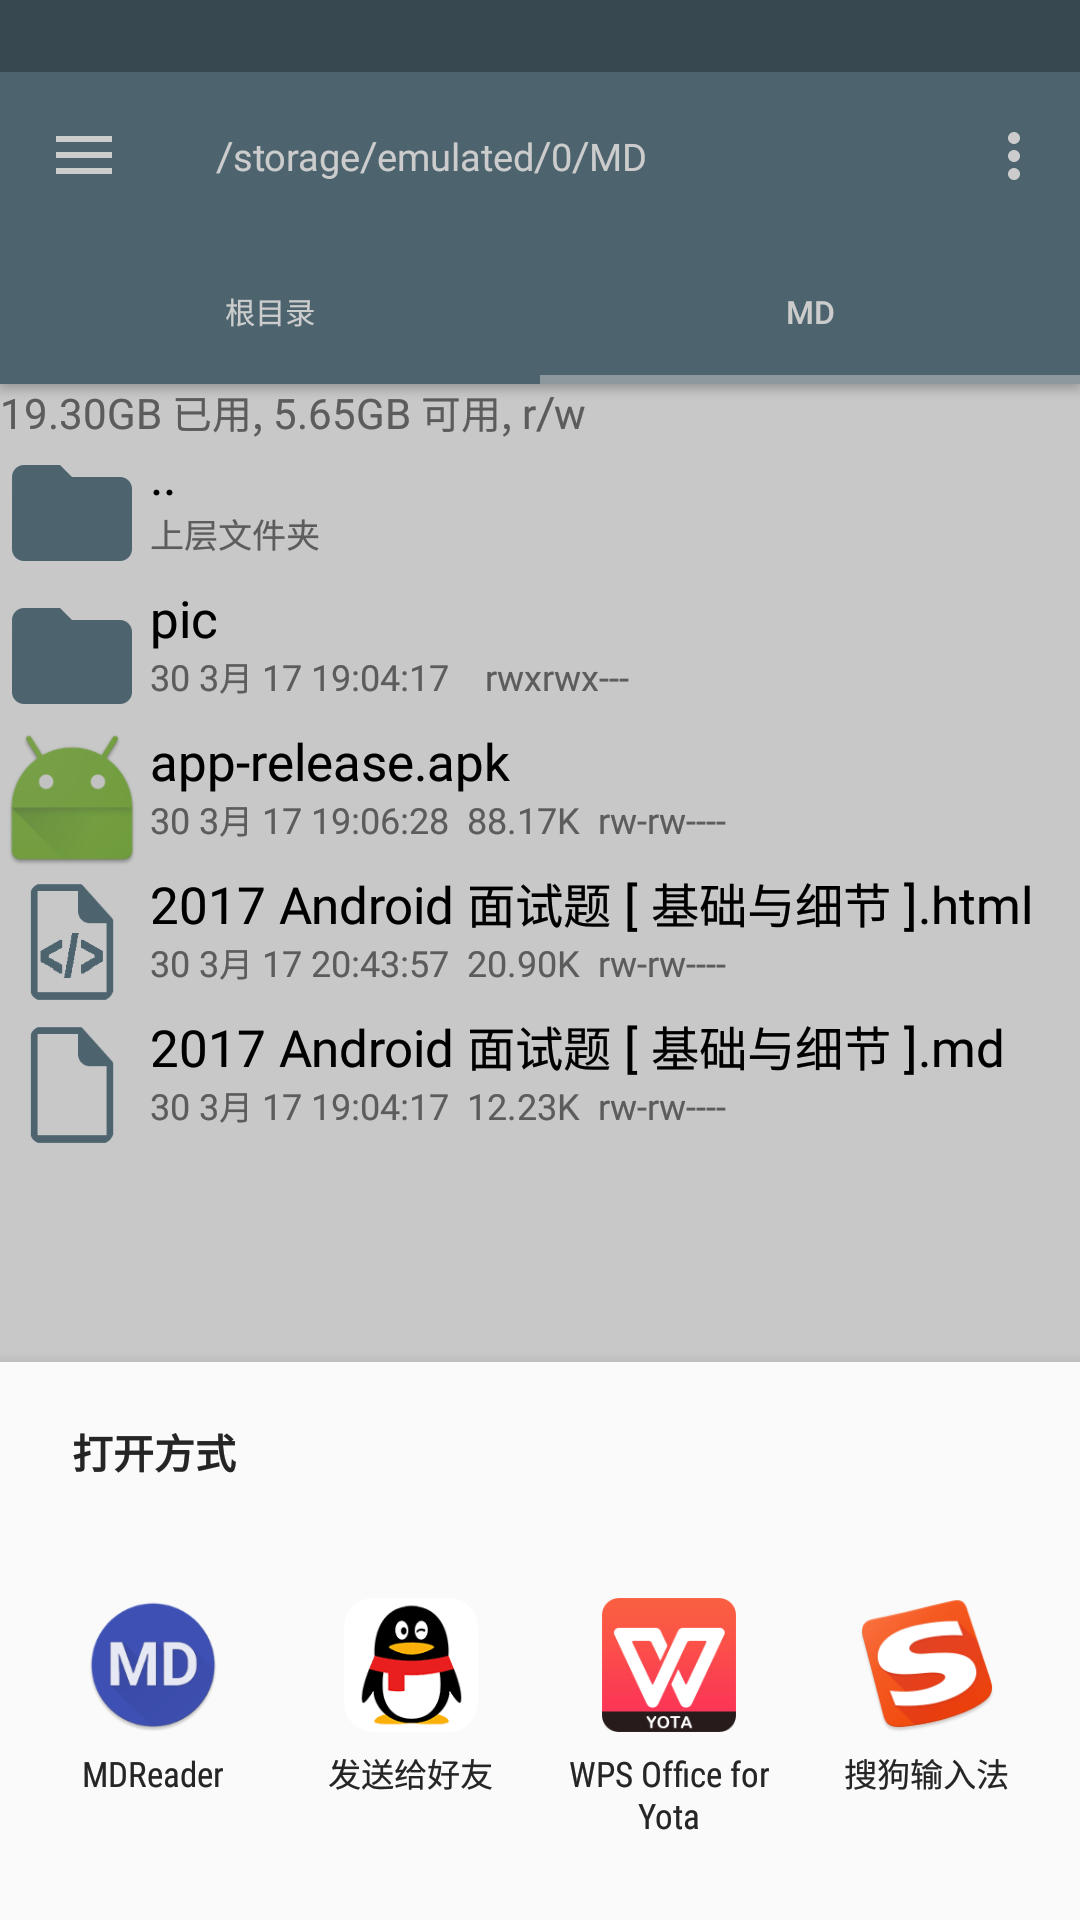 /storage/emulated/0/MD
根目录
MD
19.30GB 已用, 5.65GB 可用, r/w
..
上层文件夹
pic
30 3月 17 19:04:17 rwxrwx---
app-release.apk
30 3月 17 19:06:28 88.17K rw-rw----
2017 Android 面试题 [ 基础与细节 ].html
</>
30 3月 17 20:43:57 20.90K rw-rw----
2017 Android 面试题 [ 基础与细节 ].md
30 3月 17 19:04:17 12.23K rw-rw----
打开方式
MD
YOTA
MDReader
发送给好友
WPS Office for
Yota
搜狗输入法